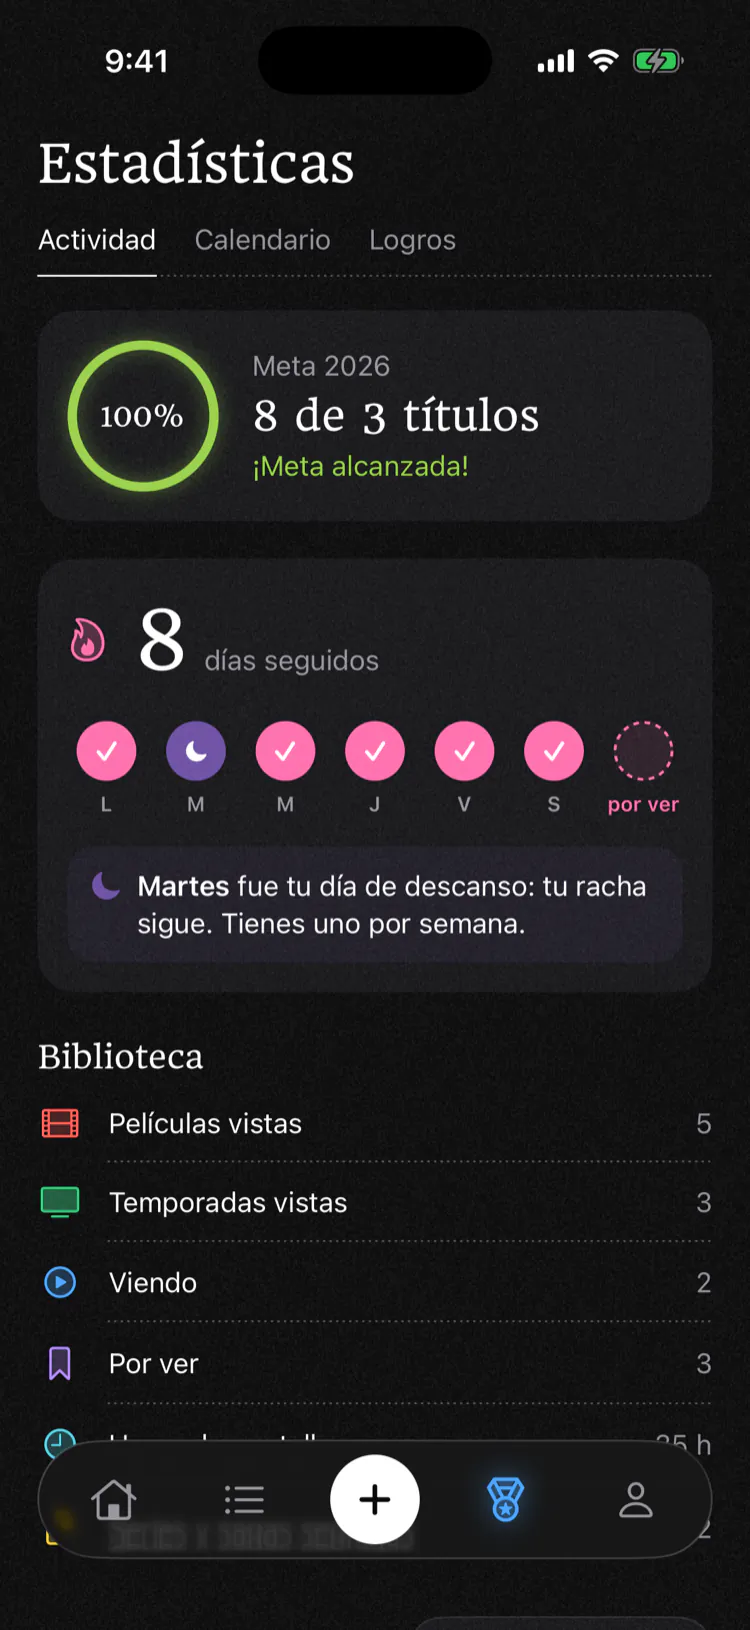 9:41
Estadísticas
Actividad Calendario Logros
100%
Meta 2026
8 de 3 títulos
¡Meta alcanzada!
8 días seguidos
L M M J V S por ver
Martes fue tu día de descanso: tu racha
sigue. Tienes uno por semana.
Biblioteca
Películas vistas 5
Temporadas vistas 3
Viendo 2
Por ver 3
h